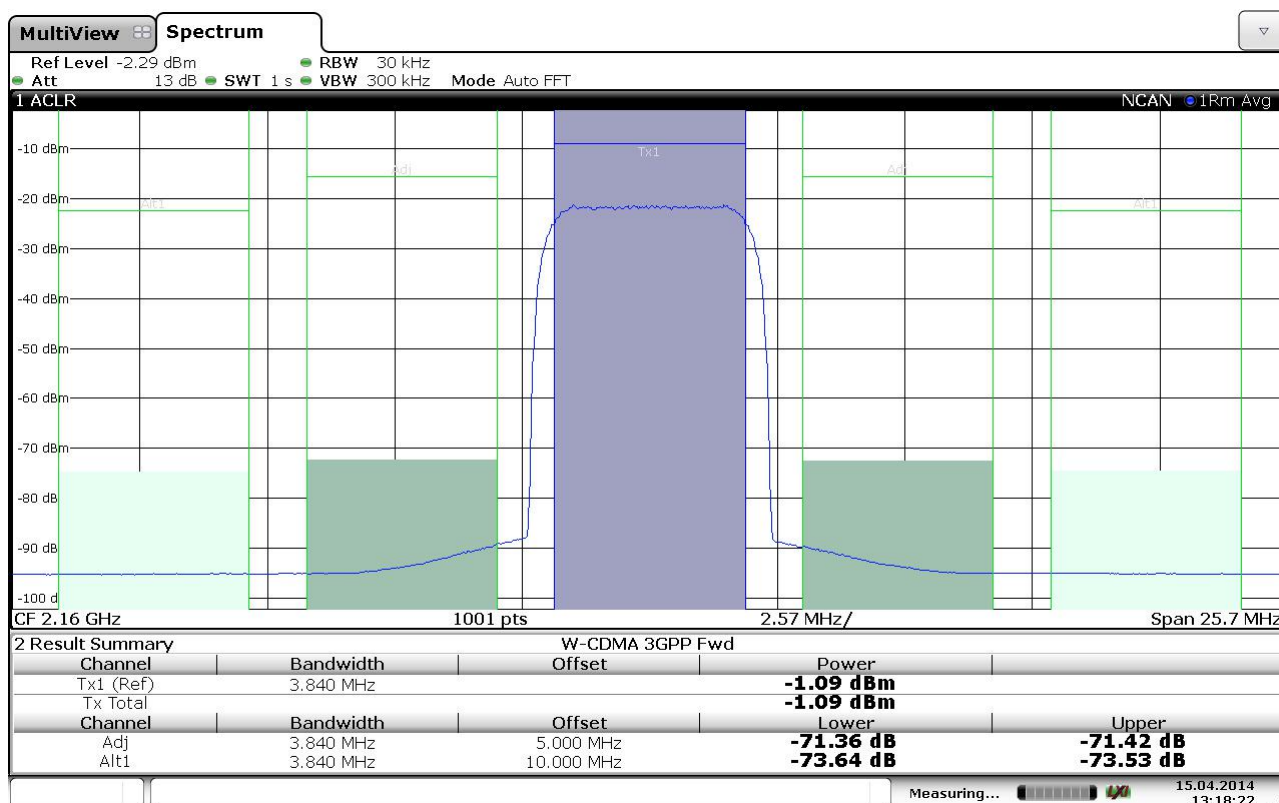 MultiView Spectrum
Ref Level -2.29 dBm RBW 30 kHz
Att 13 dB SWT 1 s VBW 300 kHz Mode Auto FFT
1 ACLR NCAN 1Rm Avg
-10 dBm
Tx1
Adj Adj
-20 dBm
Alt1 Alt1
-30 dBm
-40 dBm
-50 dBm
-60 dBm
-70 dBm
-80 dB
-90 dB
-100 d
CF 2.16 GHz 1001 pts 2.57 MHz/ Span 25.7 MHz
2 Result Summary W-CDMA 3GPP Fwd
Channel Bandwidth Offset Power
Tx1 (Ref) 3.840 MHz -1.09 dBm
Tx Total -1.09 dBm
Channel Bandwidth Offset Lower Upper
Adj 3.840 MHz 5.000 MHz -71.36 dB -71.42 dB
Alt1 3.840 MHz 10.000 MHz -73.64 dB -73.53 dB
Measuring... LXI 15.04.2014
13:18:22